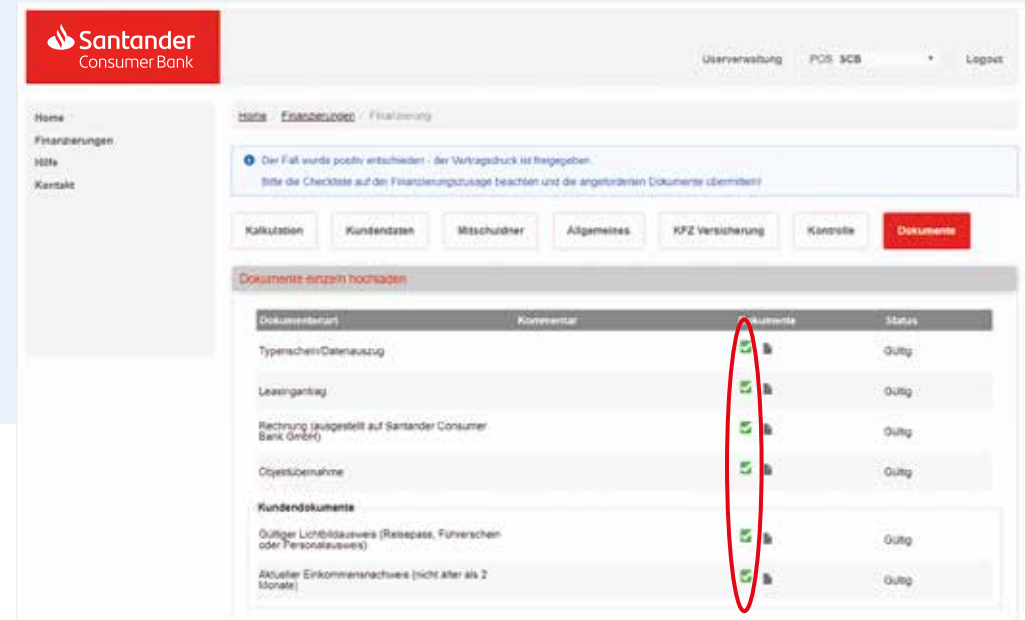 Santander
Consumer Bank
Userverwaltung POS SCB Logout
Home
Finanzierungen
Hilfe
Kontakt
Home / Finanzierungen / Finanzierung
Der Fall wurde positiv entschieden - der Vertragsdruck ist freigegeben.
Bitte die Checkliste auf der Finanzierungszusage beachten und die angeforderten Dokumente übermitteln!
Kalkulation Kundendaten Mitschuldner Allgemeines KFZ Versicherung Kontrolle Dokumente
Dokumente einzeln hochladen
Dokumentenart Kommentar Dokumente Status
Typenschein/Datenauszug Gültig
Leasingantrag Gültig
Rechnung (ausgestellt auf Santander Consumer
Bank GmbH) Gültig
Objektübernahme Gültig
Kundendokumente
Gültiger Lichtbildausweis (Reisepass, Führerschein
oder Personalausweis) Gültig
Aktueller Einkommensnachweis (nicht älter als 2
Monate) Gültig